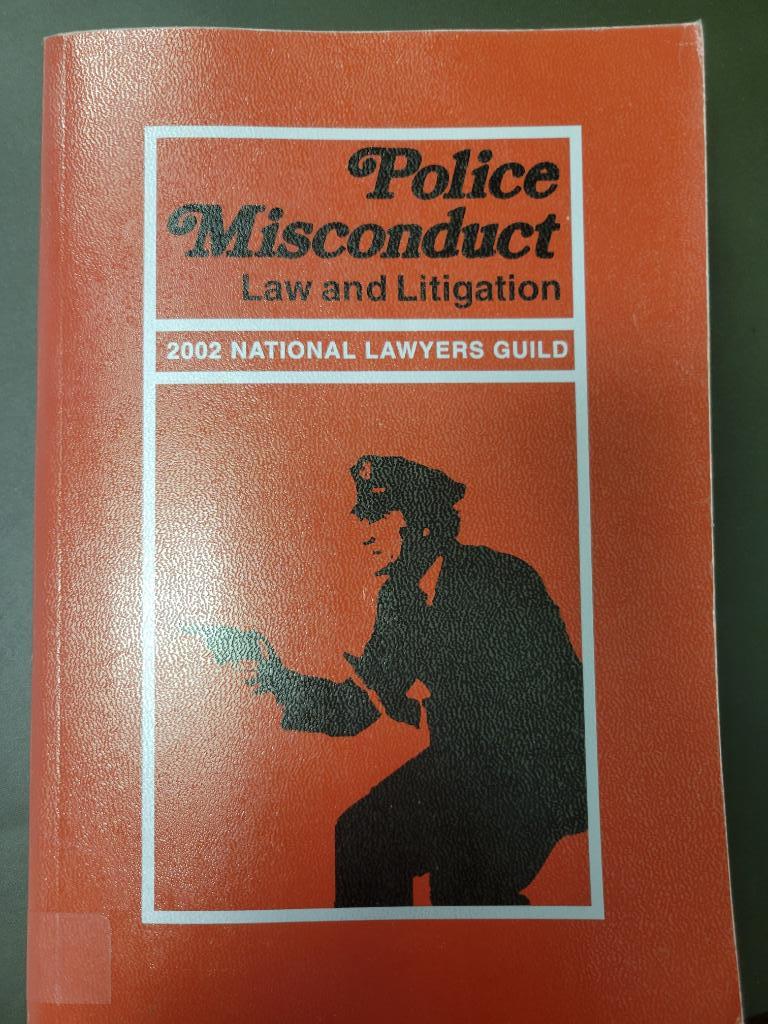 Police
Misconduct
Law and Litigation
2002 NATIONAL LAWYERS GUILD